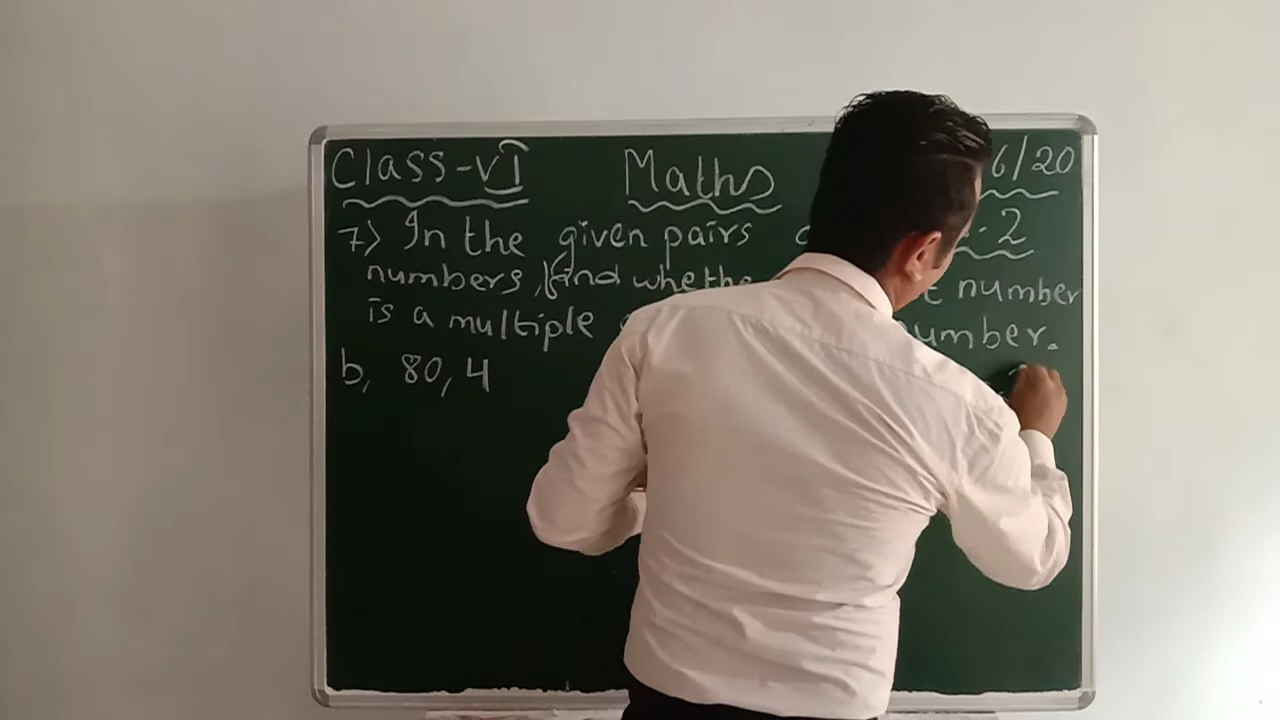 Class-VI Maths 6/20
7) In the given pairs .2
numbers, find whethe number
is a multiple umber.
b, 80, 4